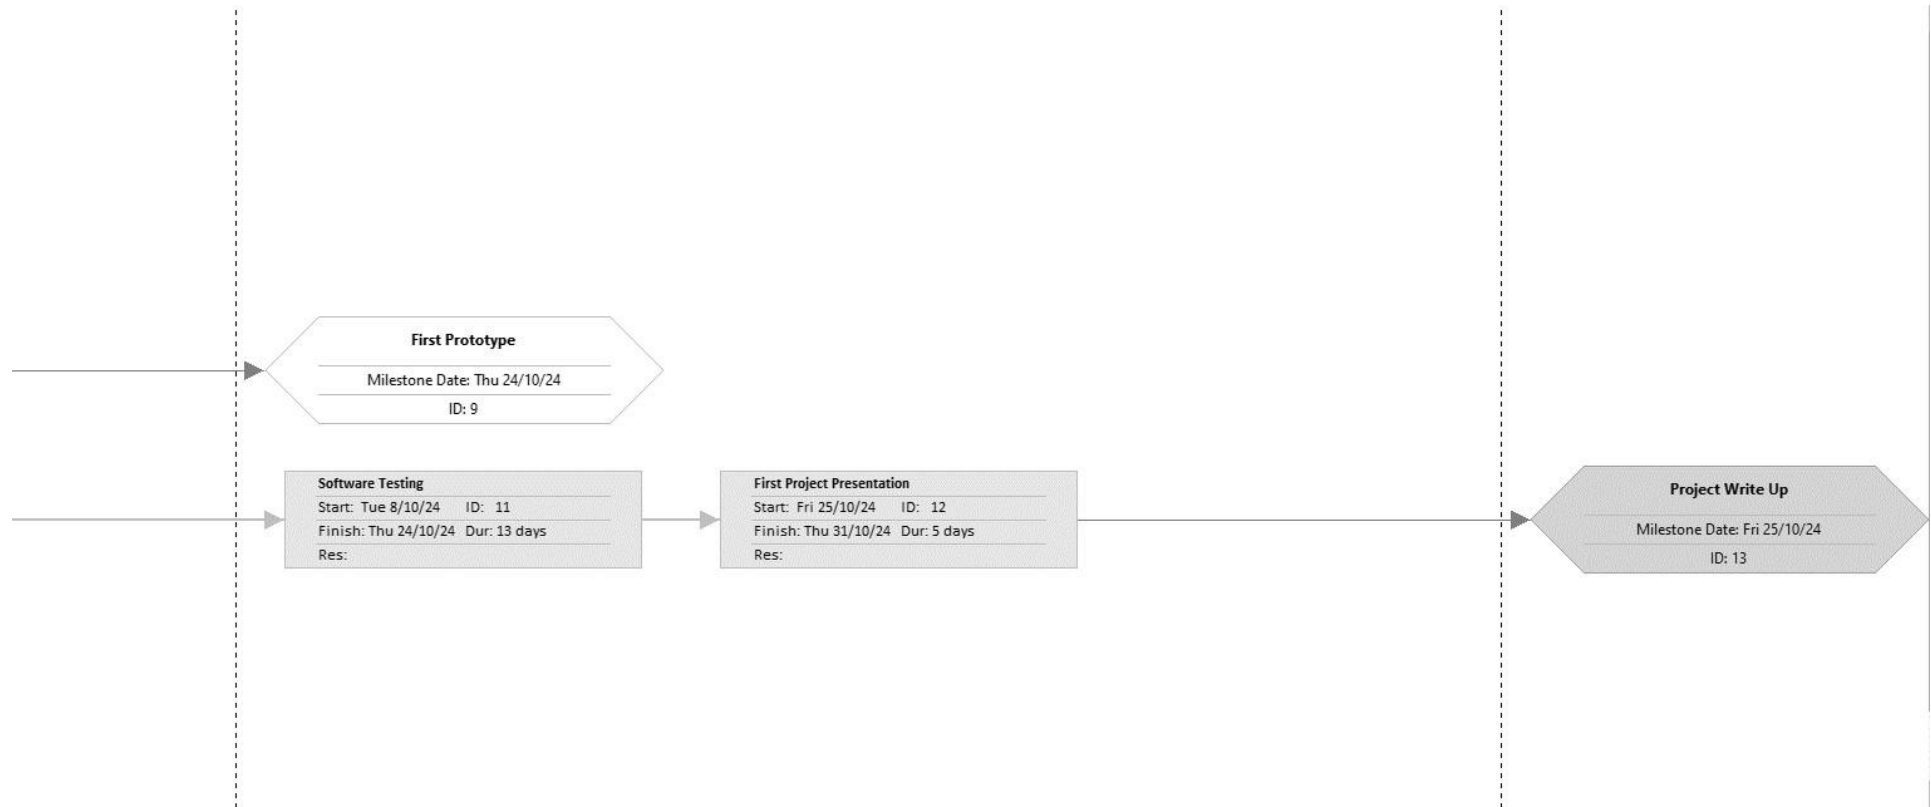 First Prototype
Milestone Date: Thu 24/10/24
ID: 9
Software Testing
Start: Tue 8/10/24 ID: 11
Finish: Thu 24/10/24 Dur: 13 days
Res:
First Project Presentation
Start: Fri 25/10/24 ID: 12
Finish: Thu 31/10/24 Dur: 5 days
Res:
Project Write Up
Milestone Date: Fri 25/10/24
ID: 13